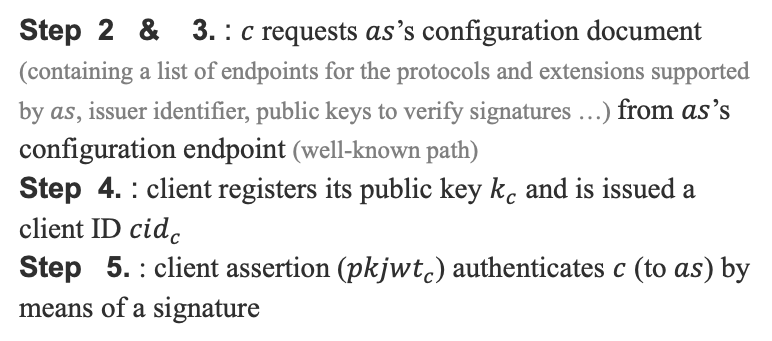 Step 2 & 3. : c requests as’s configuration document
(containing a list of endpoints for the protocols and extensions supported
by as, issuer identifier, public keys to verify signatures …) from as’s
configuration endpoint (well-known path)
Step 4. : client registers its public key k_c and is issued a
client ID cid_c
Step 5. : client assertion (pkjwt_c) authenticates c (to as) by
means of a signature